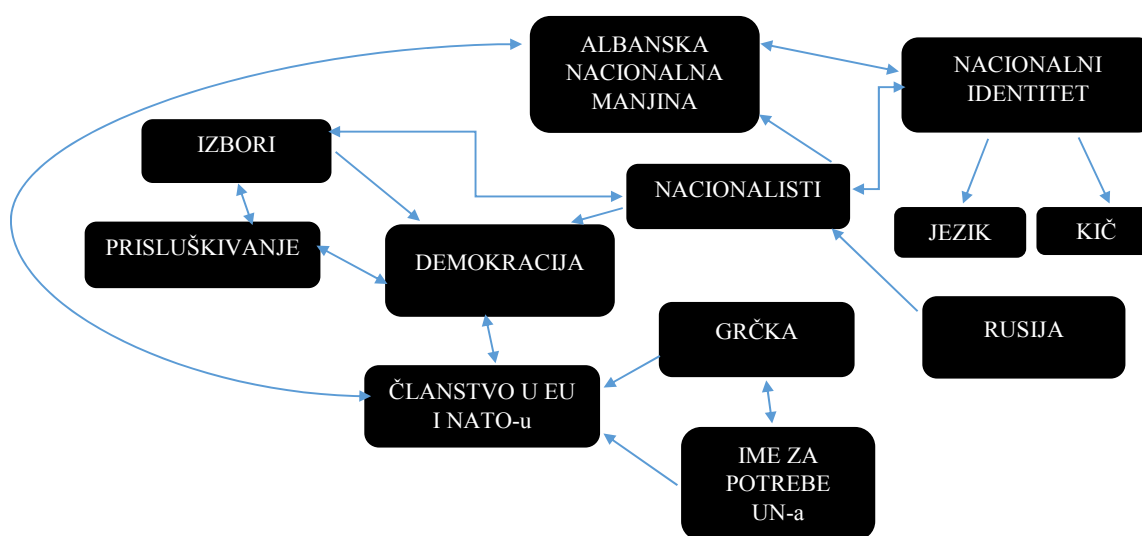 ALBANSKA
NACIONALNA
MANJINA
NACIONALNI
IDENTITET
IZBORI
NACIONALISTI
JEZIK
KIČ
PRISLUŠKIVANJE
DEMOKRACIJA
GRČKA
RUSIJA
ČLANSTVO U EU
I NATO-u
IME ZA
POTREBE
UN-a